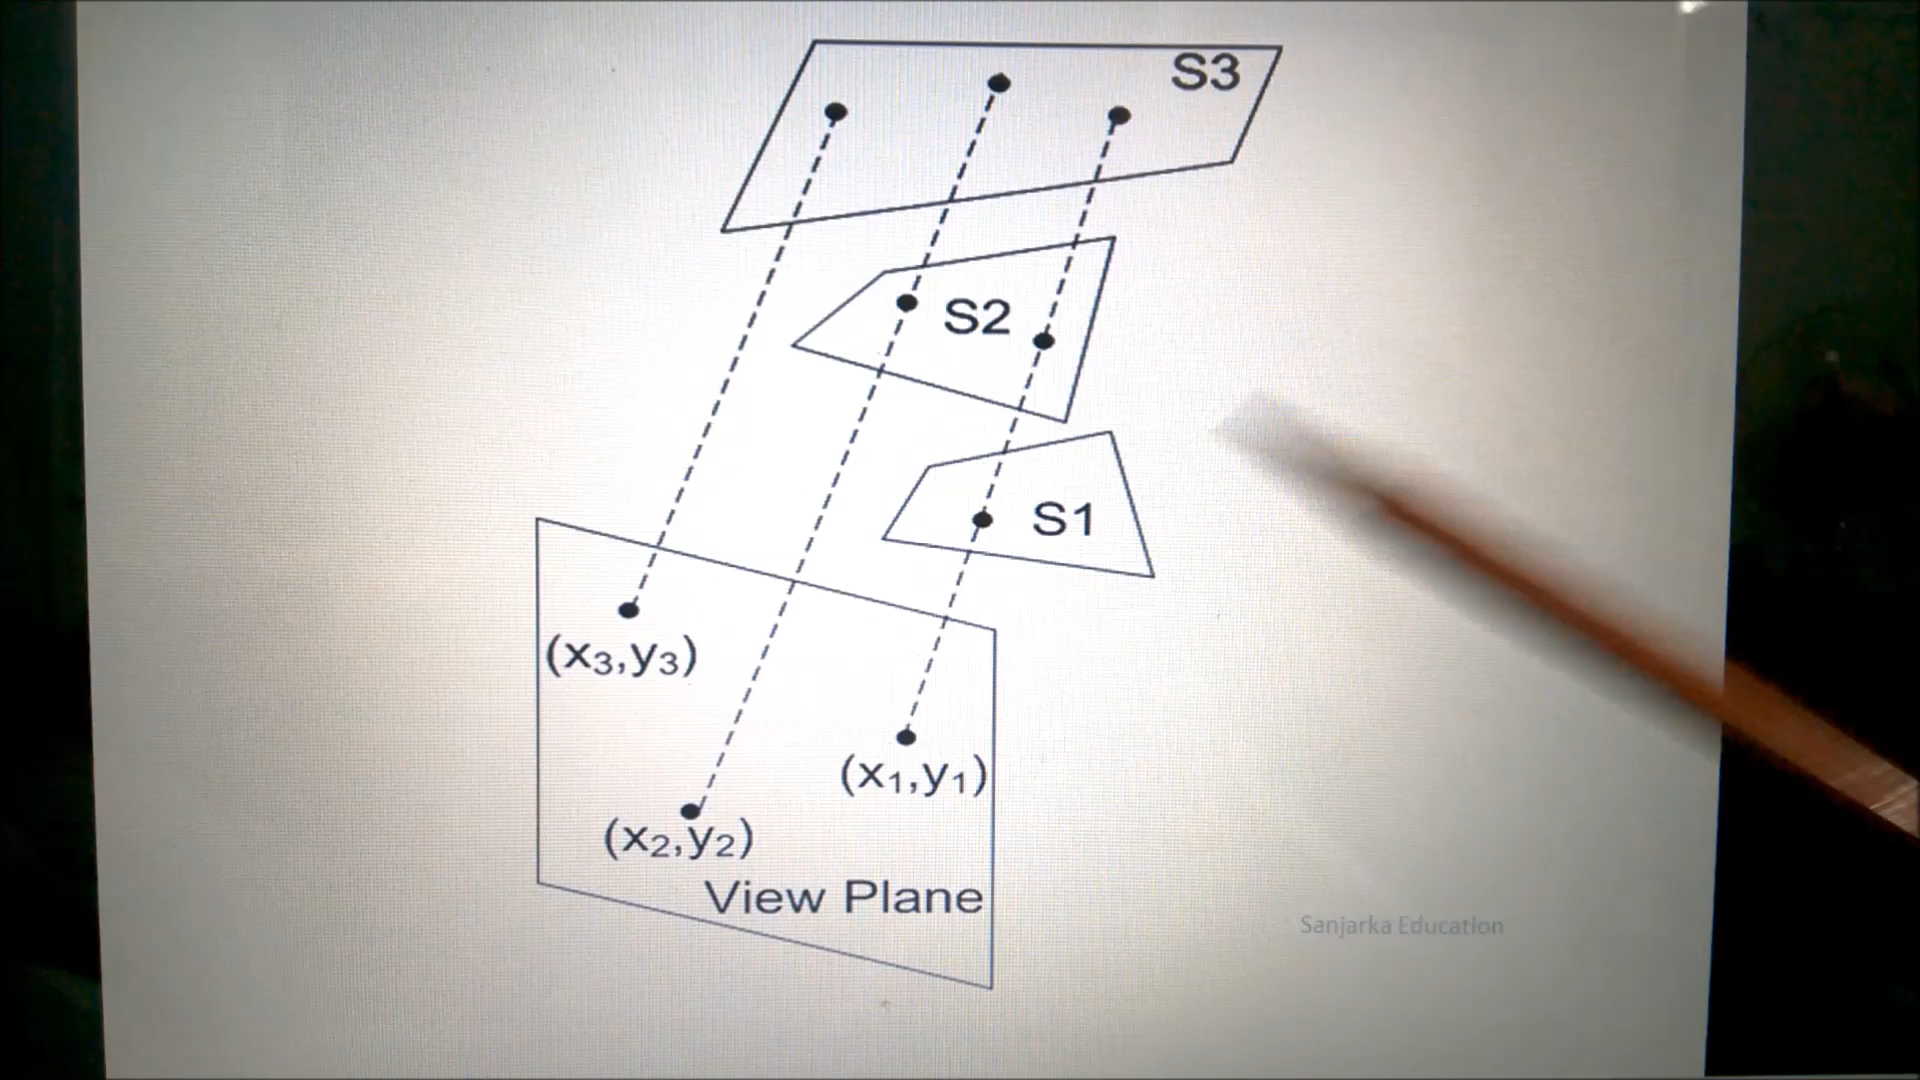 S3
S2
S1
(x₃,y₃)
(x₁,y₁)
(x₂,y₂)
View Plane
Sanjarka Education